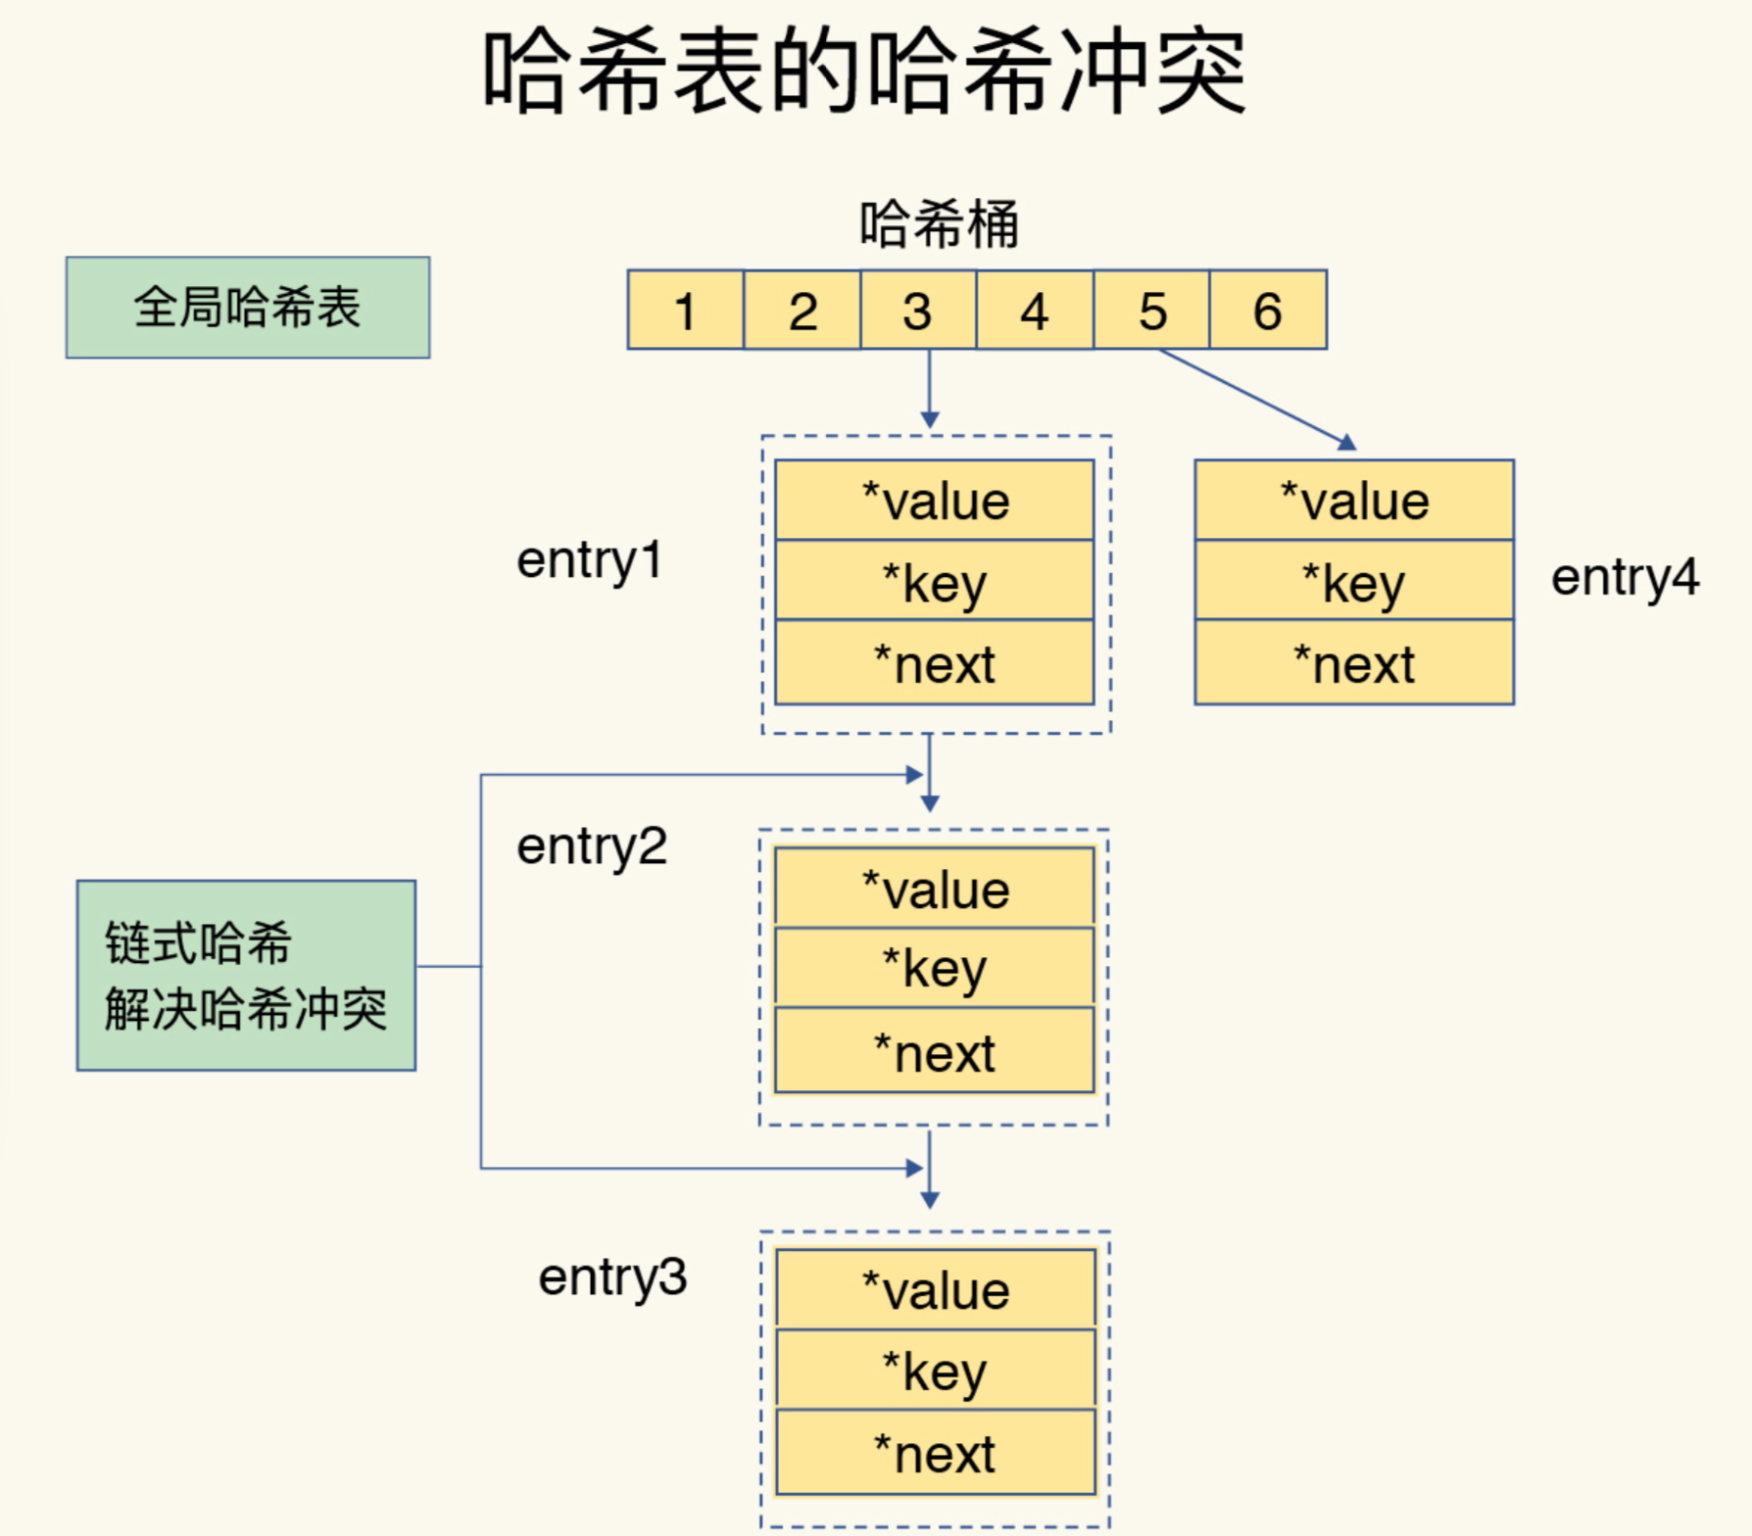 哈希表的哈希冲突
哈希桶
全局哈希表
1 2 3 4 5 6
entry1
*value
*key
*next
*value
*key
*next
entry4
entry2
*value
*key
*next
链式哈希
解决哈希冲突
entry3
*value
*key
*next